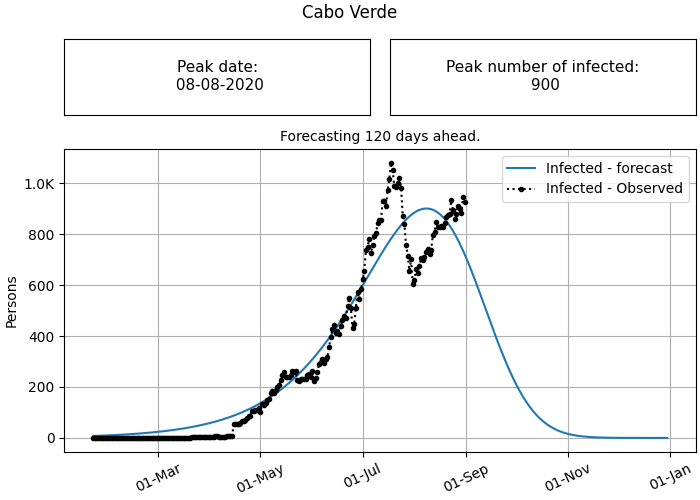 Cabo Verde
Peak date:
08-08-2020
Peak number of infected:
900
Forecasting 120 days ahead.
Infected - forecast
Infected - Observed
Persons
1.0K
800
600
400
200
0
01-Mar
01-May
01-Jul
01-Sep
01-Nov
01-Jan